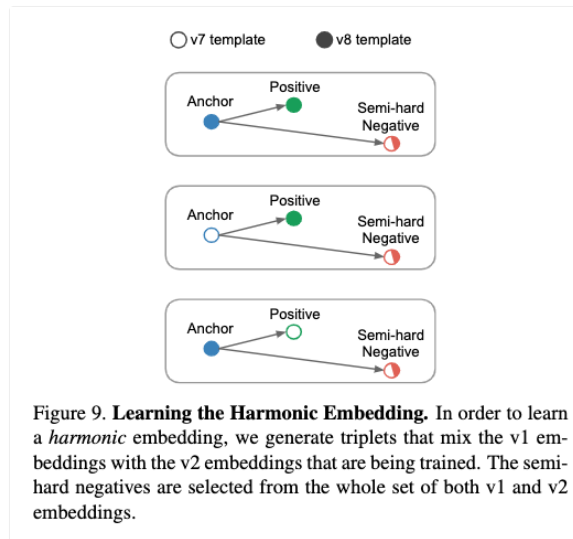 v7 template v8 template
Anchor
Positive
Semi-hard
Negative
Anchor
Positive
Semi-hard
Negative
Anchor
Positive
Semi-hard
Negative
Figure 9. Learning the Harmonic Embedding. In order to learn
a harmonic embedding, we generate triplets that mix the v1 em-
beddings with the v2 embeddings that are being trained. The semi-
hard negatives are selected from the whole set of both v1 and v2
embeddings.